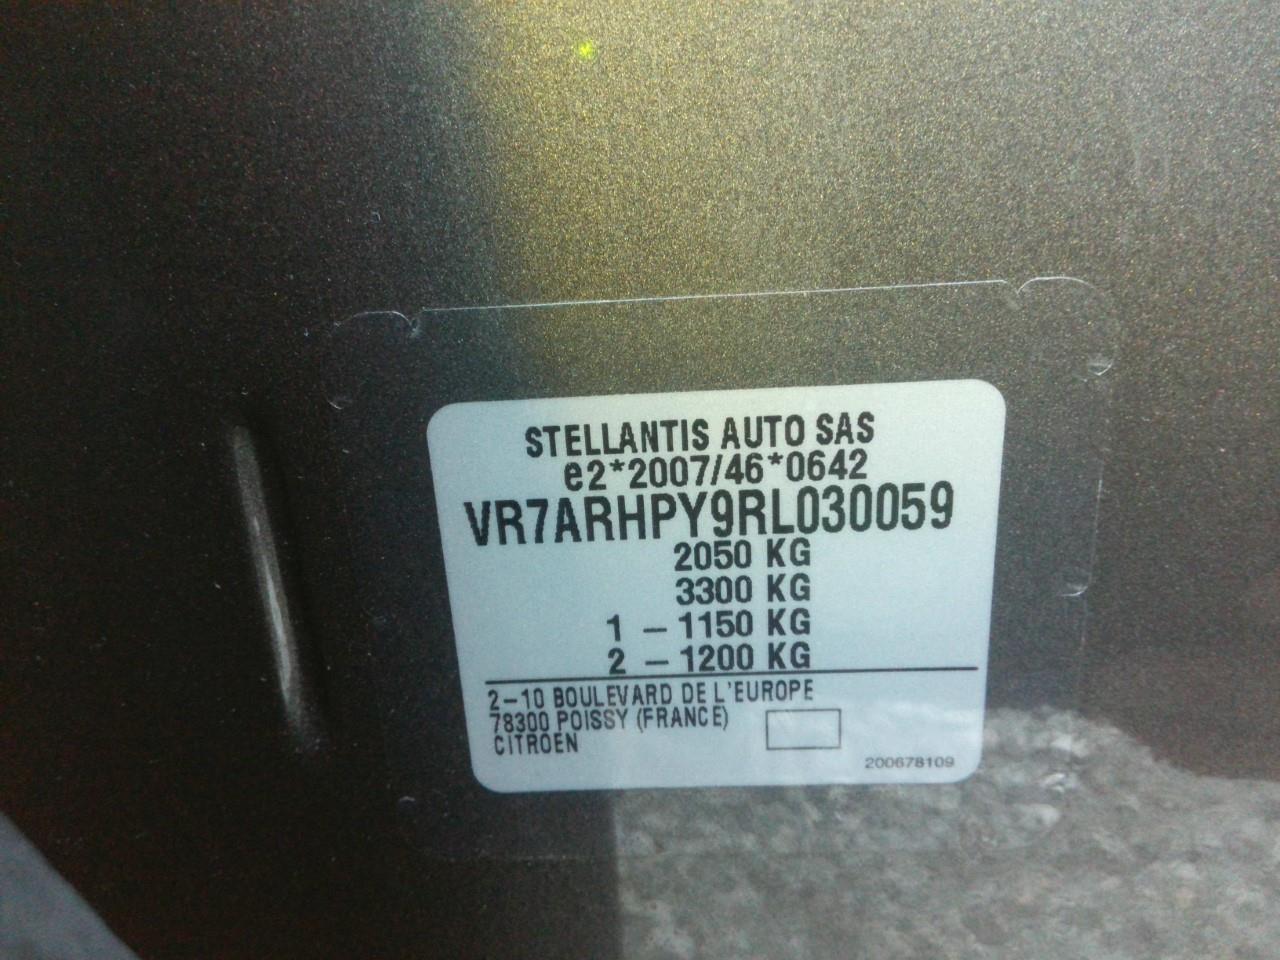 STELLANTIS AUTO SAS
e2*2007/46*0642
VR7ARHPY9RL030059
2050 KG
3300 KG
1 – 1150 KG
2 – 1200 KG
2–10 BOULEVARD DE L'EUROPE
78300 POISSY (FRANCE)
CITROEN
200678109